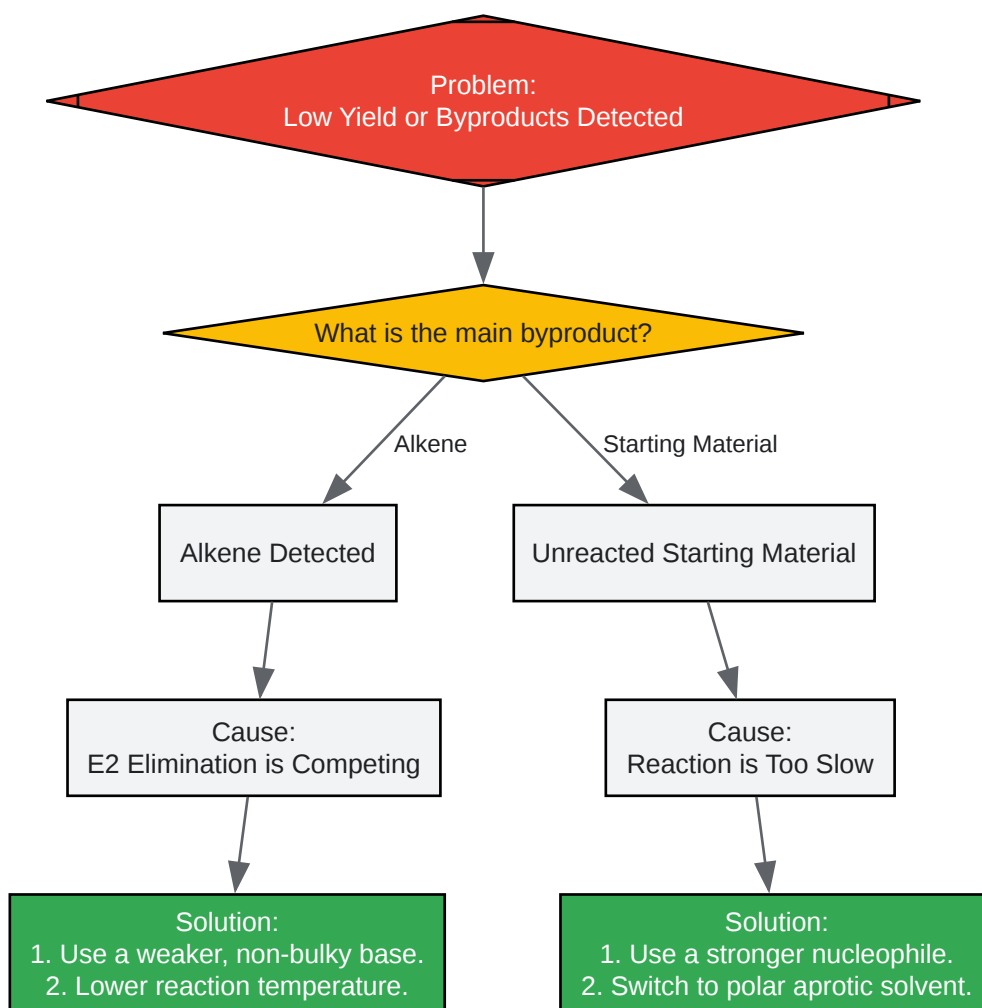 Problem:
Low Yield or Byproducts Detected
What is the main byproduct?
Alkene
Starting Material
Alkene Detected
Unreacted Starting Material
Cause:
E2 Elimination is Competing
Cause:
Reaction is Too Slow
Solution:
1. Use a weaker, non-bulky base.
2. Lower reaction temperature.
Solution:
1. Use a stronger nucleophile.
2. Switch to polar aprotic solvent.